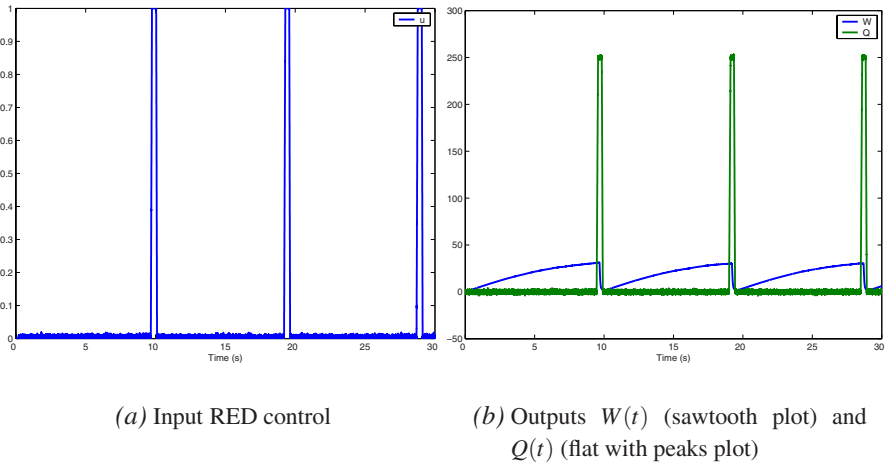 1
0.9
0.8
0.7
0.6
0.5
0.4
0.3
0.2
0.1
0
0 5 10 15 20 25 30
Time (s)
u
300
250
200
150
100
50
0
−50
0 5 10 15 20 25 30
Time (s)
W
Q
(a) Input RED control
(b) Outputs W(t) (sawtooth plot) and
Q(t) (flat with peaks plot)